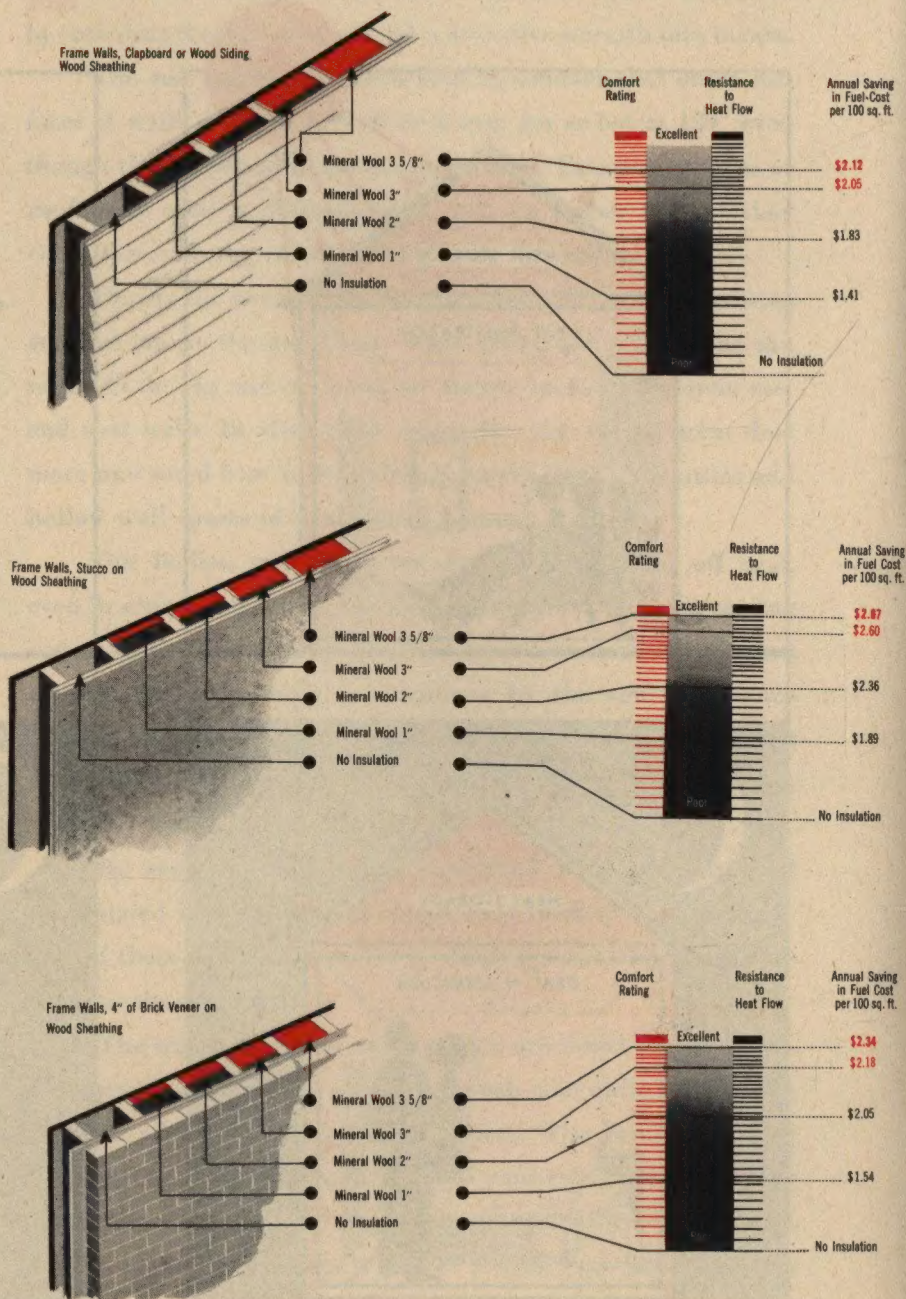 Frame Walls, Clapboard or Wood Siding
Wood Sheathing
Comfort
Rating
Resistance
to
Heat Flow
Annual Saving
in Fuel-Cost
per 100 sq. ft.
Excellent
Mineral Wool 3 5/8"
$2.12
Mineral Wool 3"
$2.05
Mineral Wool 2"
$1.83
Mineral Wool 1"
$1.41
No Insulation
Poor
No Insulation
Frame Walls, Stucco on
Wood Sheathing
Comfort
Rating
Resistance
to
Heat Flow
Annual Saving
in Fuel Cost
per 100 sq. ft.
Excellent
Mineral Wool 3 5/8"
Mineral Wool 3"
$2.60
Mineral Wool 2"
$2.36
Mineral Wool 1"
$1.89
No Insulation
Poor
No Insulation
Frame Walls, 4" of Brick Veneer on
Wood Sheathing
Comfort
Rating
Resistance
to
Heat Flow
Annual Saving
in Fuel Cost
per 100 sq. ft.
Excellent
Mineral Wool 3 5/8"
$2.34
Mineral Wool 3"
$2.18
Mineral Wool 2"
$2.05
Mineral Wool 1"
$1.54
No Insulation
Poor
No Insulation